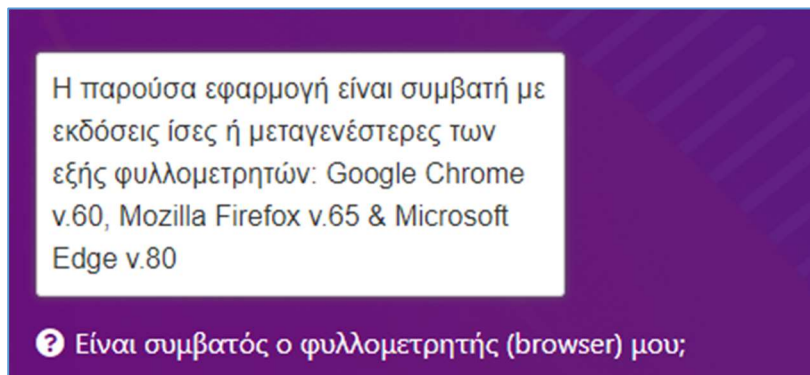 Η παρούσα εφαρμογή είναι συμβατή με
εκδόσεις ίσες ή μεταγενέστερες των
εξής φυλλομετρητών: Google Chrome
v.60, Mozilla Firefox v.65 & Microsoft
Edge v.80
Είναι συμβατός ο φυλλομετρητής (browser) μου;